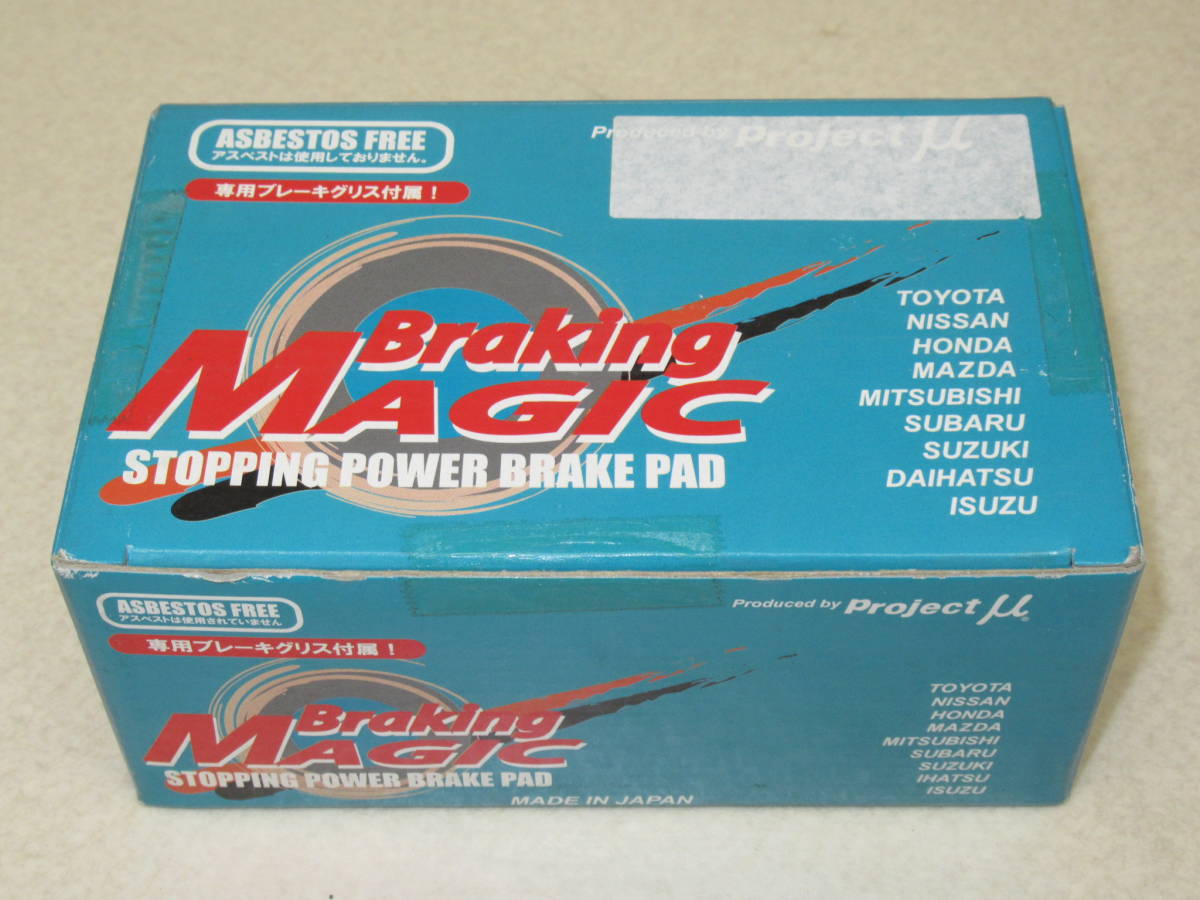 ASBESTOS FREE
アスベストは使用しておりません。
専用ブレーキグリス付属！
Produced by Project μ
Braking
MAGIC
STOPPING POWER BRAKE PAD
TOYOTA
NISSAN
HONDA
MAZDA
MITSUBISHI
SUBARU
SUZUKI
DAIHATSU
ISUZU
ASBESTOS FREE
アスベストは使用されていません
専用ブレーキグリス付属！
Produced by Project μ
Braking
MAGIC
STOPPING POWER BRAKE PAD
MADE IN JAPAN
TOYOTA
NISSAN
HONDA
MAZDA
MITSUBISHI
SUBARU
SUZUKI
IHATSU
ISUZU